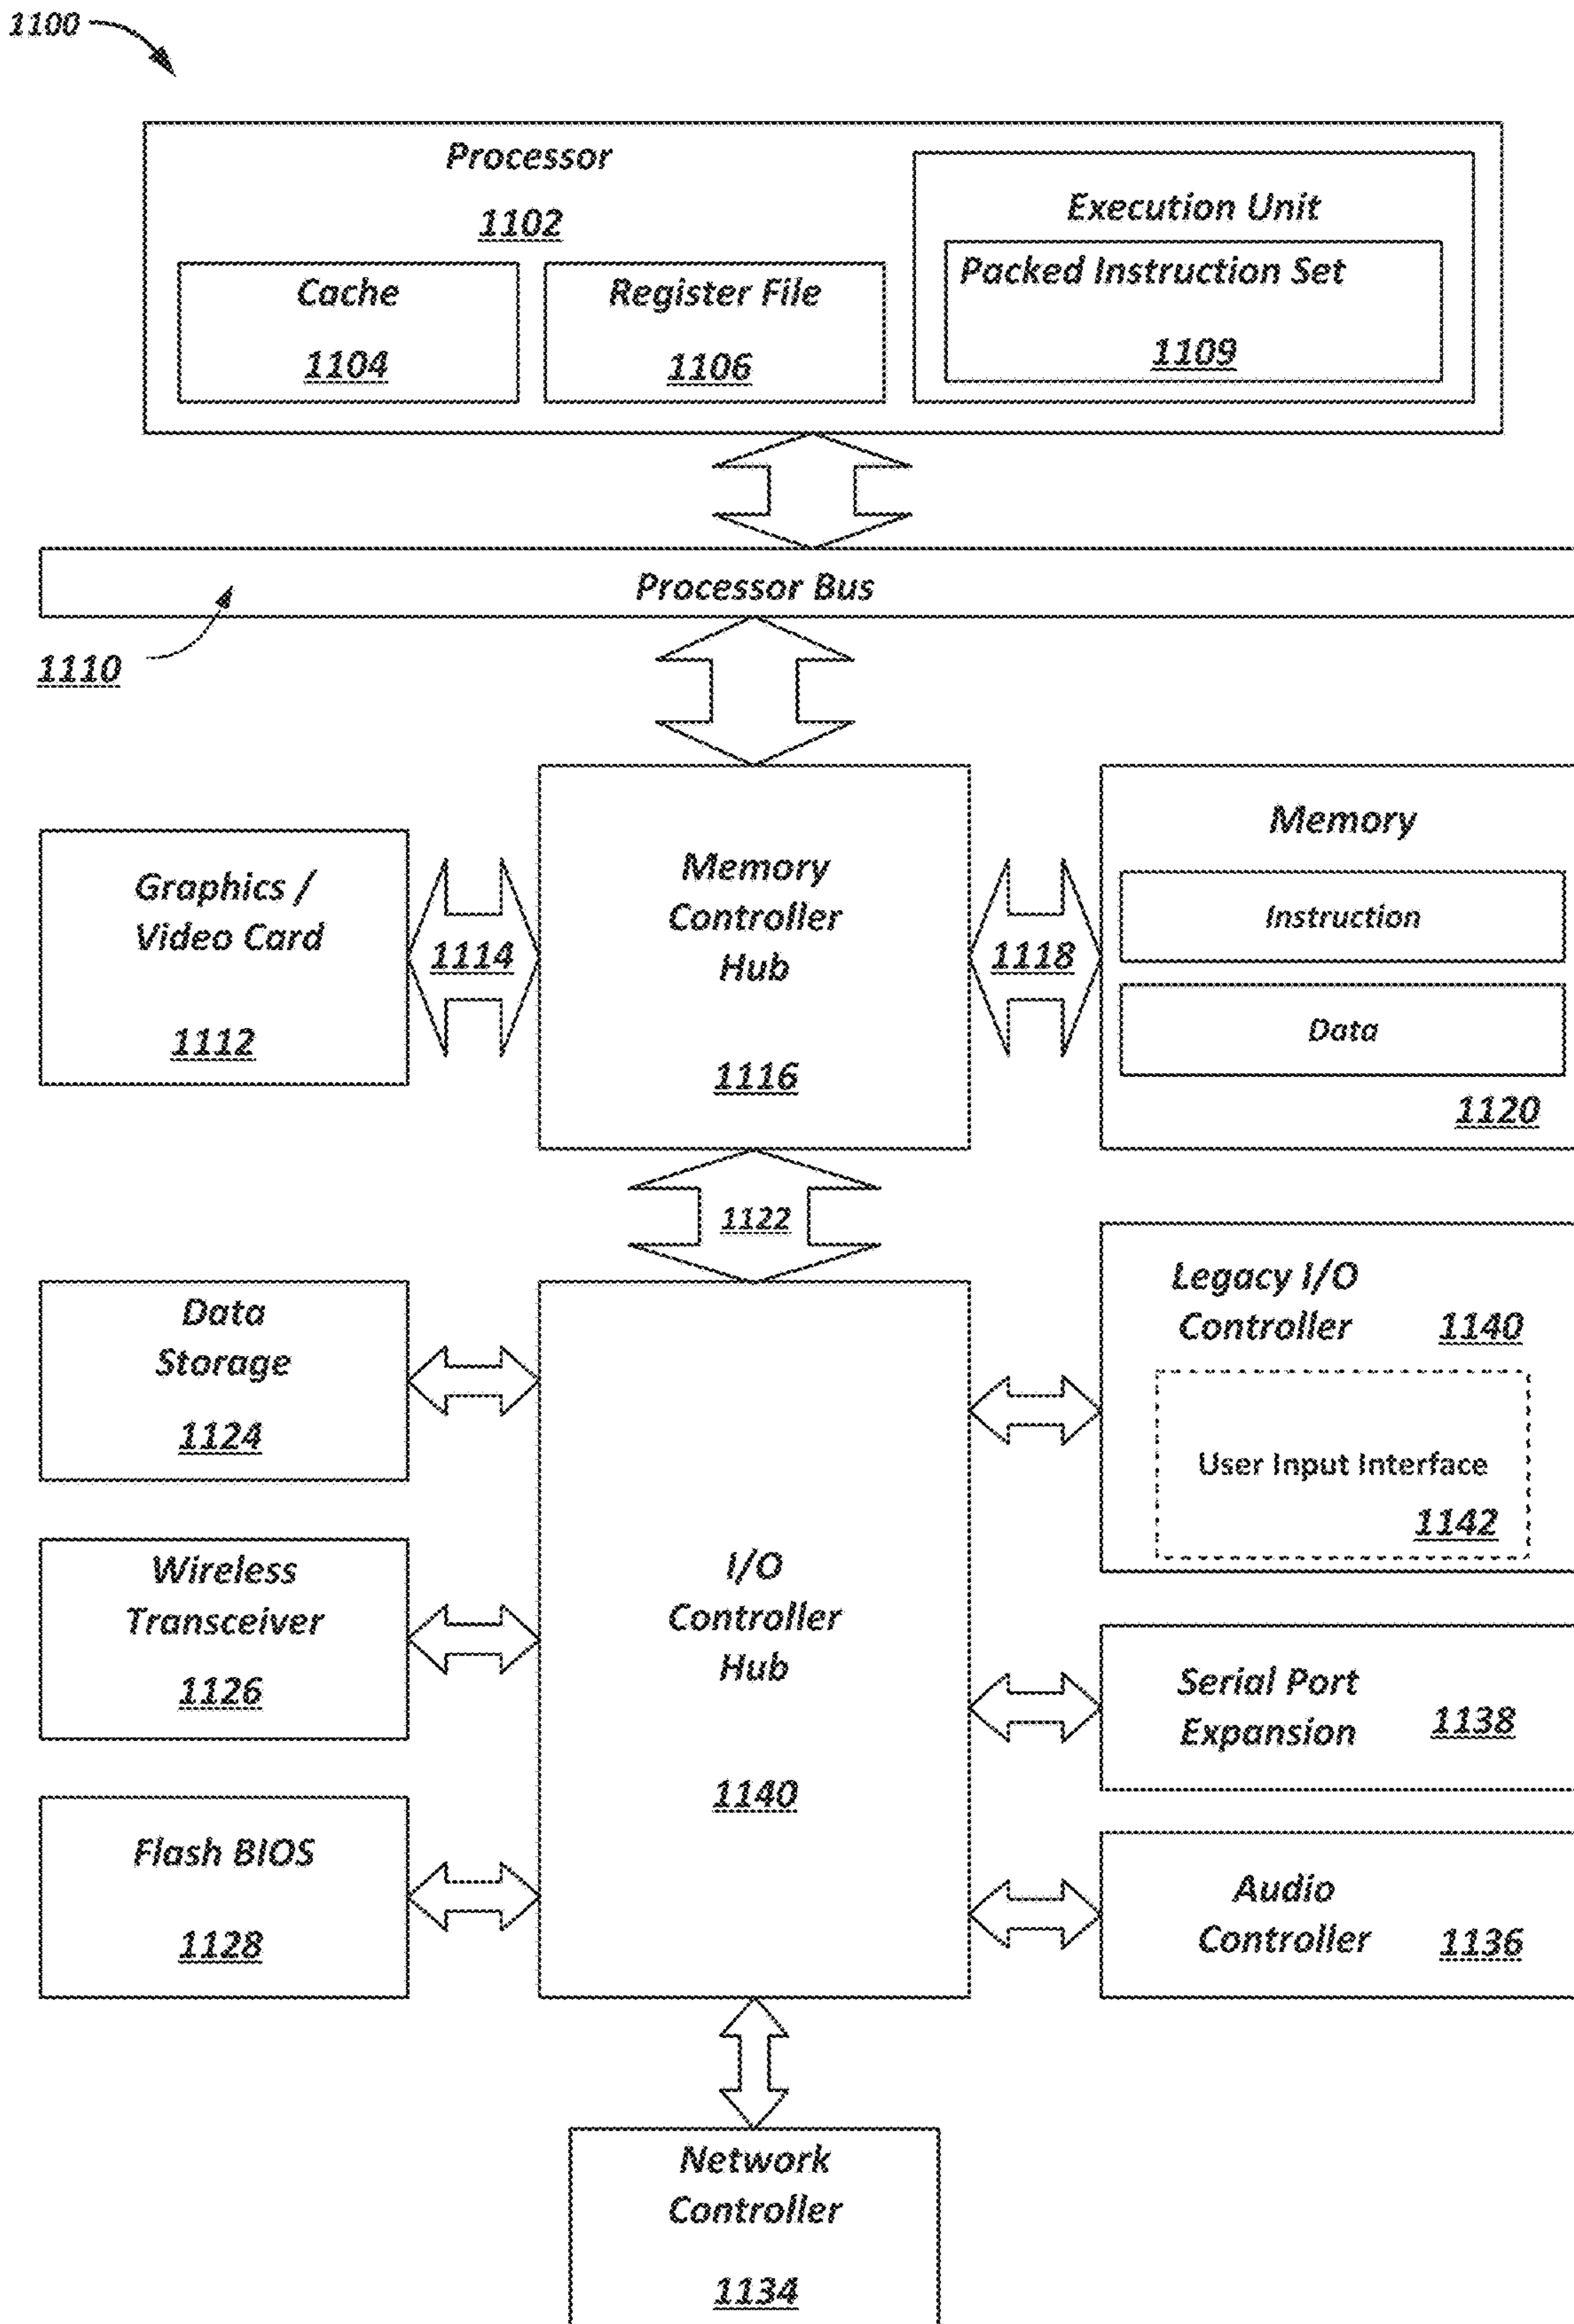 1100
Processor
1102
Execution Unit
Packed Instruction Set
1109
Cache
1104
Register File
1106
Processor Bus
1110
Graphics /
Video Card
1112
1114
Memory
Controller
Hub
1116
1118
Memory
Instruction
Data
1120
1122
Data
Storage
1124
Wireless
Transceiver
1126
Flash BIOS
1128
I/O
Controller
Hub
1140
Legacy I/O
Controller 1140
User Input Interface
1142
Serial Port
Expansion 1138
Audio
Controller 1136
Network
Controller
1134